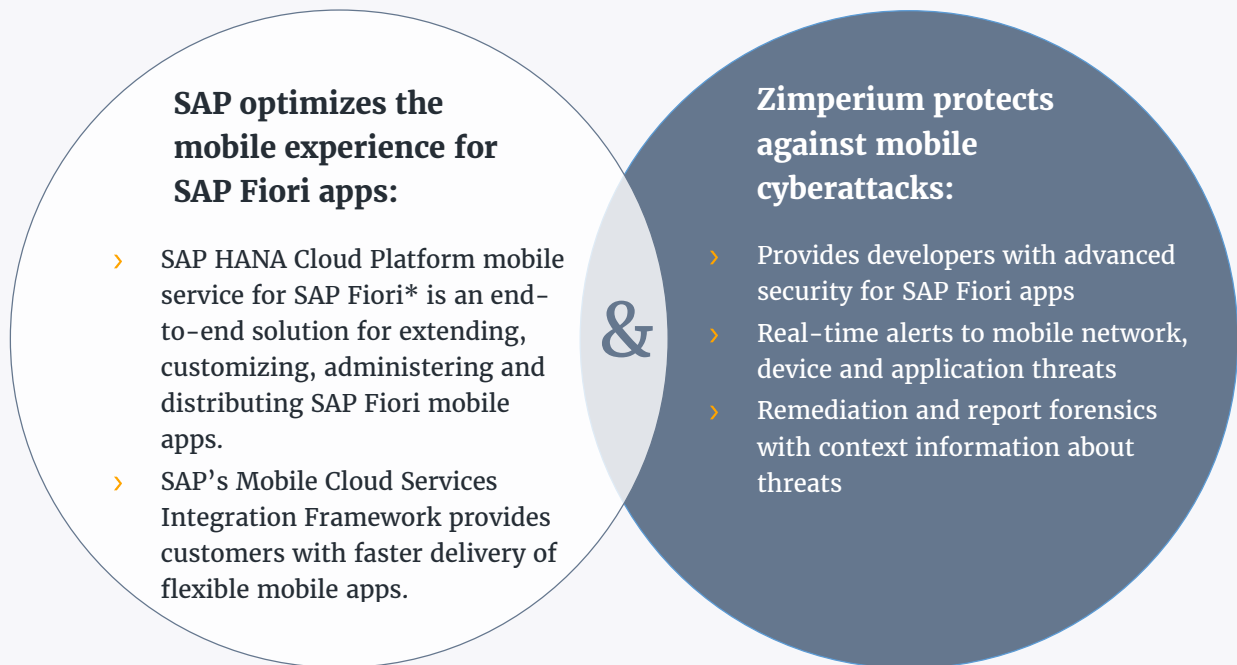 SAP optimizes the
mobile experience for
SAP Fiori apps:
› SAP HANA Cloud Platform mobile
service for SAP Fiori* is an end-
to-end solution for extending,
customizing, administering and
distributing SAP Fiori mobile
apps.
› SAP’s Mobile Cloud Services
Integration Framework provides
customers with faster delivery of
flexible mobile apps.
&
Zimperium protects
against mobile
cyberattacks:
› Provides developers with advanced
security for SAP Fiori apps
› Real-time alerts to mobile network,
device and application threats
› Remediation and report forensics
with context information about
threats